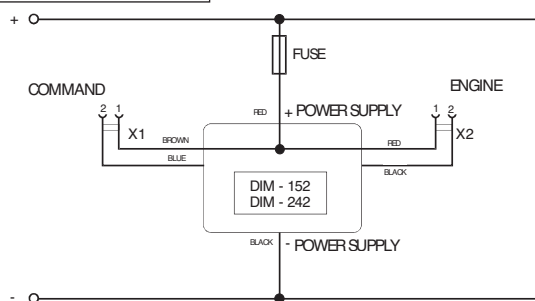 +
FUSE
COMMAND
ENGINE
2 1
X1
RED
+ POWER SUPPLY
1 2
X2
BROWN
RED
BLUE
BLACK
DIM - 152
DIM - 242
BLACK
- POWER SUPPLY
-